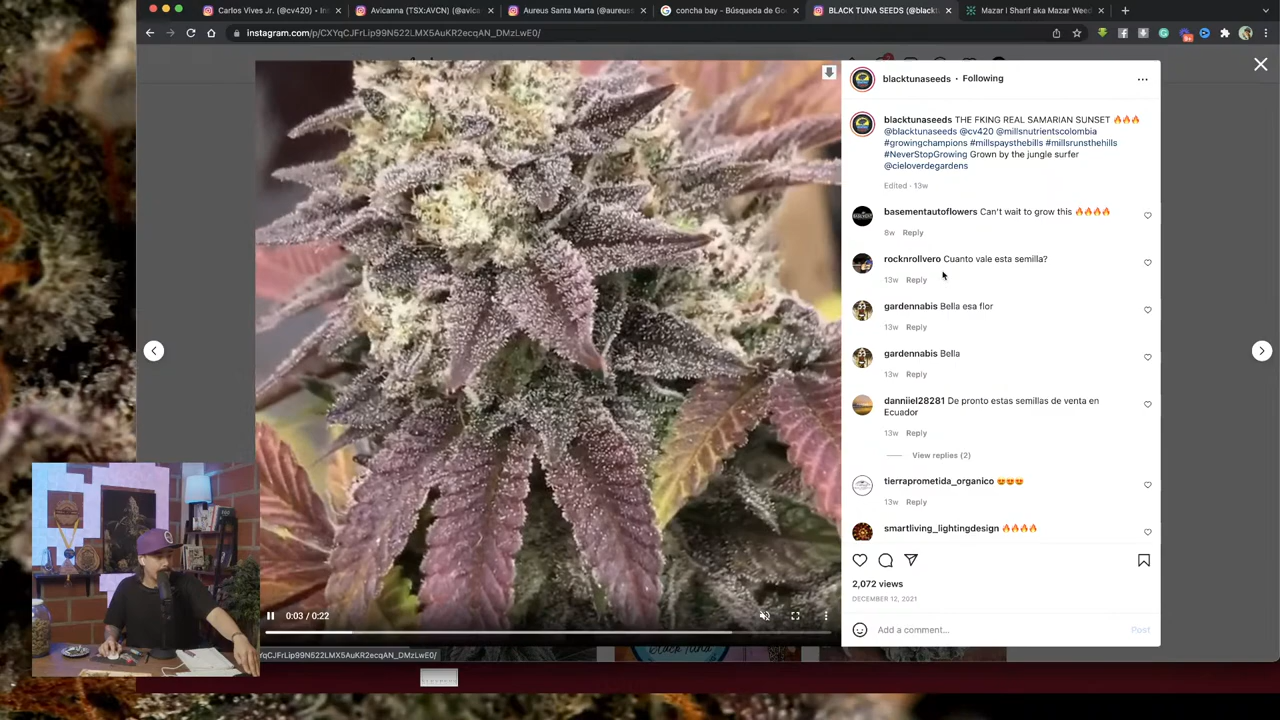 Carlos Vives Jr. (@cv420) • In
Avicanna (TSX:AVCN) (@avica
Aureus Santa Marta (@aureus
concha bay - Búsqueda de Goo
BLACK TUNA SEEDS (@black
Mazar I Sharif aka Mazar Weed
instagram.com/p/CXYqCJFrLip99N522LMX5AuKR2ecqAN_DMzLwE0/
blacktunaseeds • Following
blacktunaseeds THE FKING REAL SAMARIAN SUNSET 🔥🔥🔥
@blacktunaseeds @cv420 @millsnutrientscolombia
#growingchampions #millspaysthebills #millsrunsthehills
#NeverStopGrowing Grown by the jungle surfer
@cieloverdegardens
Edited · 13w
basementautoflowers Can't wait to grow this 🔥🔥🔥🔥
8w Reply
rocknrollvero Cuanto vale esta semilla?
13w Reply
gardennabis Bella esa flor
13w Reply
gardennabis Bella
13w Reply
danniiel28281 De pronto estas semillas de venta en
Ecuador
13w Reply
View replies (2)
tierraprometida_organico 😍😍😍
13w Reply
smartliving_lightingdesign 🔥🔥🔥🔥
2,072 views
DECEMBER 12, 2021
Add a comment...
Post
0:03 / 0:22
qCJFrLip99N522LMX5AuKR2ecqAN_DMzLwE0/
Black Tuna